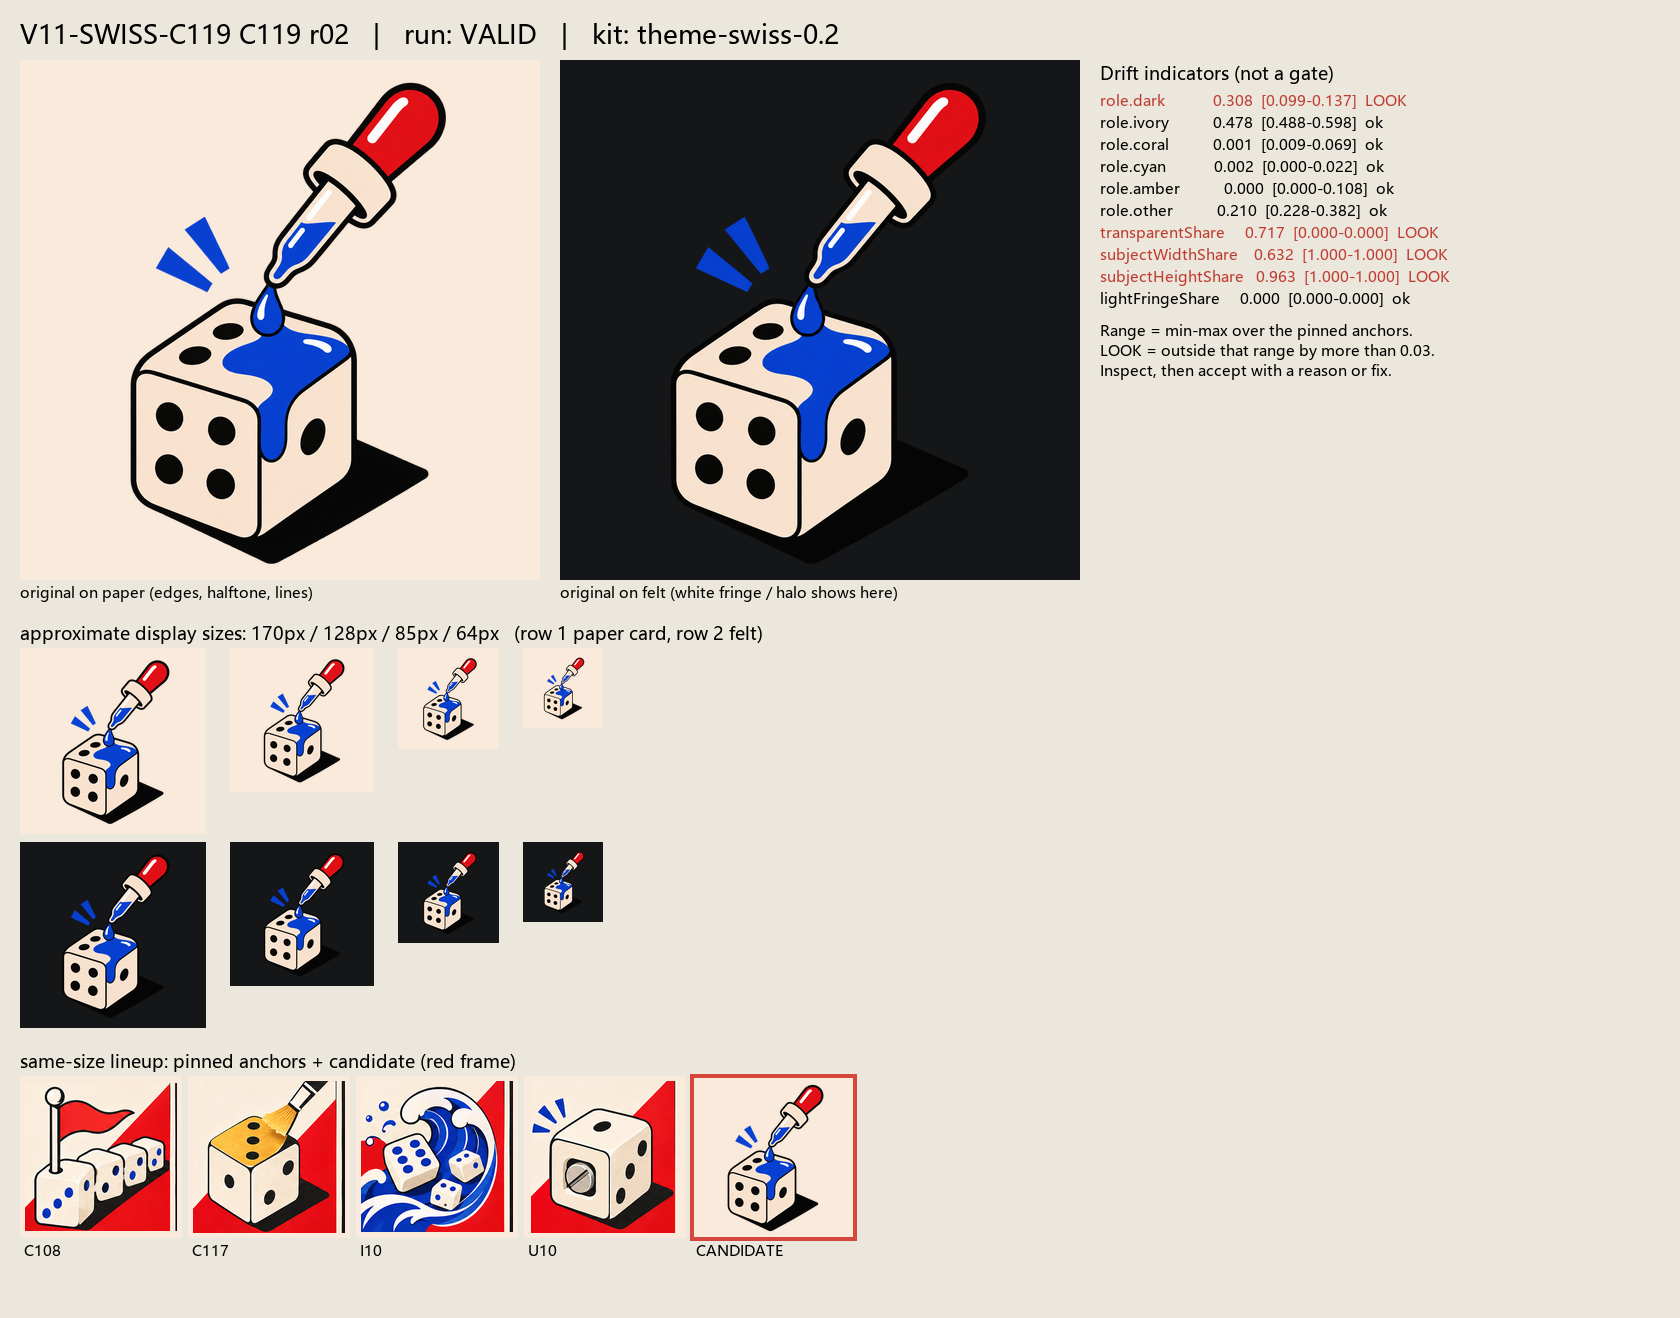 V11-SWISS-C119 C119 r02 | run: VALID | kit: theme-swiss-0.2
Drift indicators (not a gate)
role.dark 0.308 [0.099-0.137] LOOK
role.ivory 0.478 [0.488-0.598] ok
role.coral 0.001 [0.009-0.069] ok
role.cyan 0.002 [0.000-0.022] ok
role.amber 0.000 [0.000-0.108] ok
role.other 0.210 [0.228-0.382] ok
transparentShare 0.717 [0.000-0.000] LOOK
subjectWidthShare 0.632 [1.000-1.000] LOOK
subjectHeightShare 0.963 [1.000-1.000] LOOK
lightFringeShare 0.000 [0.000-0.000] ok
Range = min-max over the pinned anchors.
LOOK = outside that range by more than 0.03.
Inspect, then accept with a reason or fix.
original on paper (edges, halftone, lines)
original on felt (white fringe / halo shows here)
approximate display sizes: 170px / 128px / 85px / 64px (row 1 paper card, row 2 felt)
same-size lineup: pinned anchors + candidate (red frame)
C108
C117
I10
U10
CANDIDATE